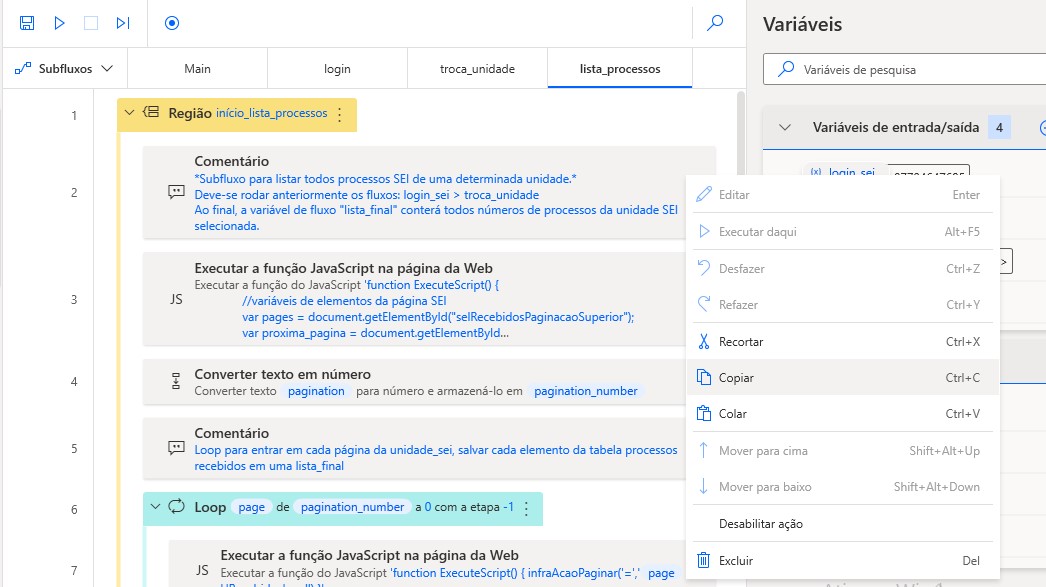 Subfluxos
Main
login
troca_unidade
lista_processos
1
Região início_lista_processos
2
Comentário
*Subfluxo para listar todos processos SEI de uma determinada unidade.*
Deve-se rodar anteriormente os fluxos: login_sei > troca_unidade
Ao final, a variável de fluxo "lista_final" conterá todos números de processos da unidade SEI
selecionada.
3
JS
Executar a função JavaScript na página da Web
Executar a função do JavaScript 'function ExecuteScript() {
//variáveis de elementos da página SEI
var pages = document.getElementById("selRecebidosPaginacaoSuperior");
var proxima_pagina = document.getElementById...
4
Converter texto em número
Converter texto pagination para número e armazená-lo em pagination_number
5
Comentário
Loop para entrar em cada página da unidade_sei, salvar cada elemento da tabela processos
recebidos em uma lista_final
6
Loop page de pagination_number a 0 com a etapa -1
7
JS
Executar a função JavaScript na página da Web
Executar a função do JavaScript 'function ExecuteScript() { infraAcaoPaginar('=',' page
Variáveis
Variáveis de pesquisa
Variáveis de entrada/saída 4
(x) login_sei
>
Editar Enter
Executar daqui Alt+F5
Desfazer Ctrl+Z
Refazer Ctrl+Y
Recortar Ctrl+X
Copiar Ctrl+C
Colar Ctrl+V
Mover para cima Shift+Alt+Up
Mover para baixo Shift+Alt+Down
Desabilitar ação
Excluir Del